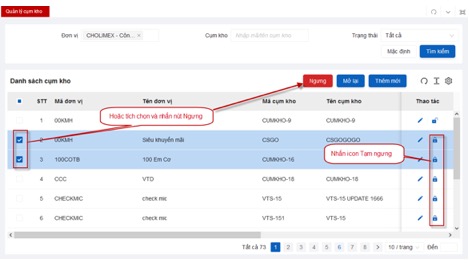 Quản lý cụm kho
Đơn vị CHOLIMEX - Côn... × Cụm kho Nhập mã/tên cụm kho Trạng thái Tất cả
Mặc định Tìm kiếm
Danh sách cụm kho Ngưng Mở lại Thêm mới
STT Mã đơn vị Tên đơn vị Mã cụm kho Tên cụm kho Thao tác
1 00KMH CUMKHO-9 CUMKHO-9
Hoặc tích chọn và nhấn nút Ngưng
2 00KMH Siêu khuyến mãi CSGO CSGOGOGO
Nhấn icon Tạm ngưng
3 100COTB 100 Em Cơ CUMKHO-16 CUMKHO-16
4 CCC VTD CUMKHO-18 CUMKHO-18
5 CHECKMIC check mic VTS-15 VTS-15 UPDATE 1666
6 CHECKMIC check mic VTS-151 VTS-15
Tất cả 73 1 2 3 4 5 6 7 8 > 10 / trang Đến